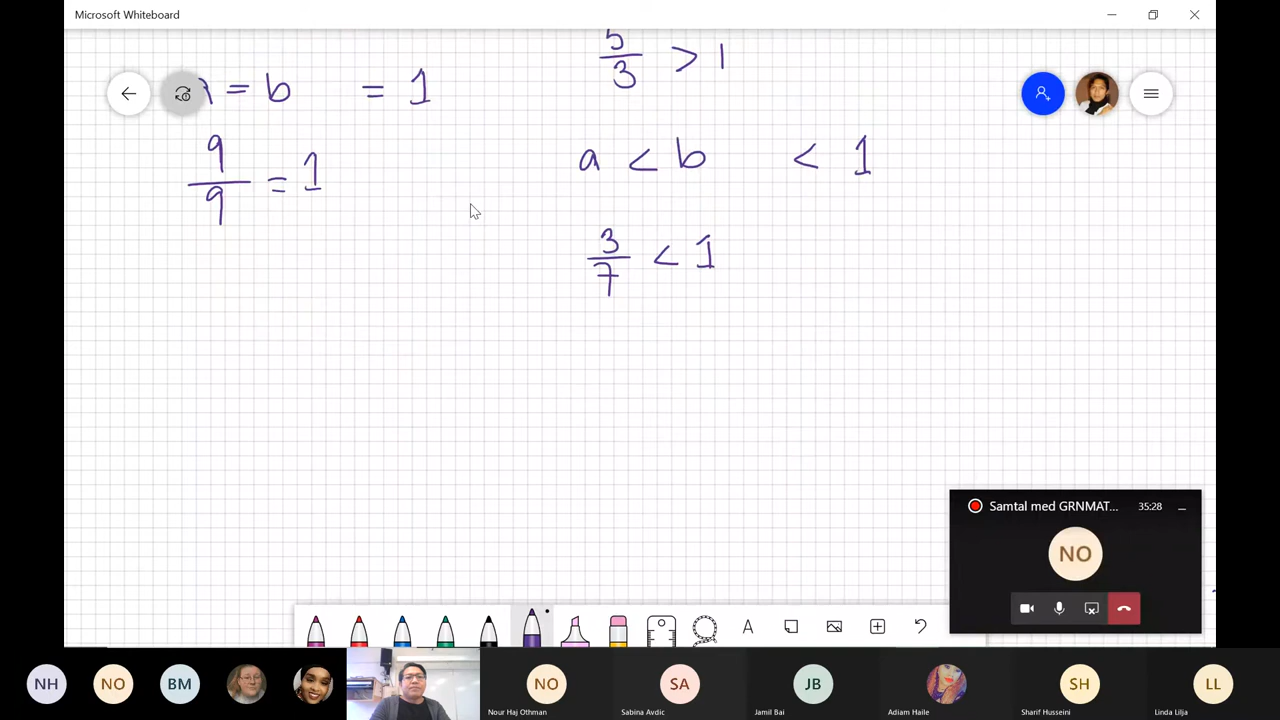 Microsoft Whiteboard
5/3 > 1
= b = 1
9/9 = 1
a < b < 1
3/7 < 1
Samtal med GRNMAT... 35:28
NO
A
NH
NO
BM
NO
Nour Haj Othman
SA
Sabina Avdic
JB
Jamil Bai
Adiam Haile
SH
Sharif Husseini
LL
Linda Lilja